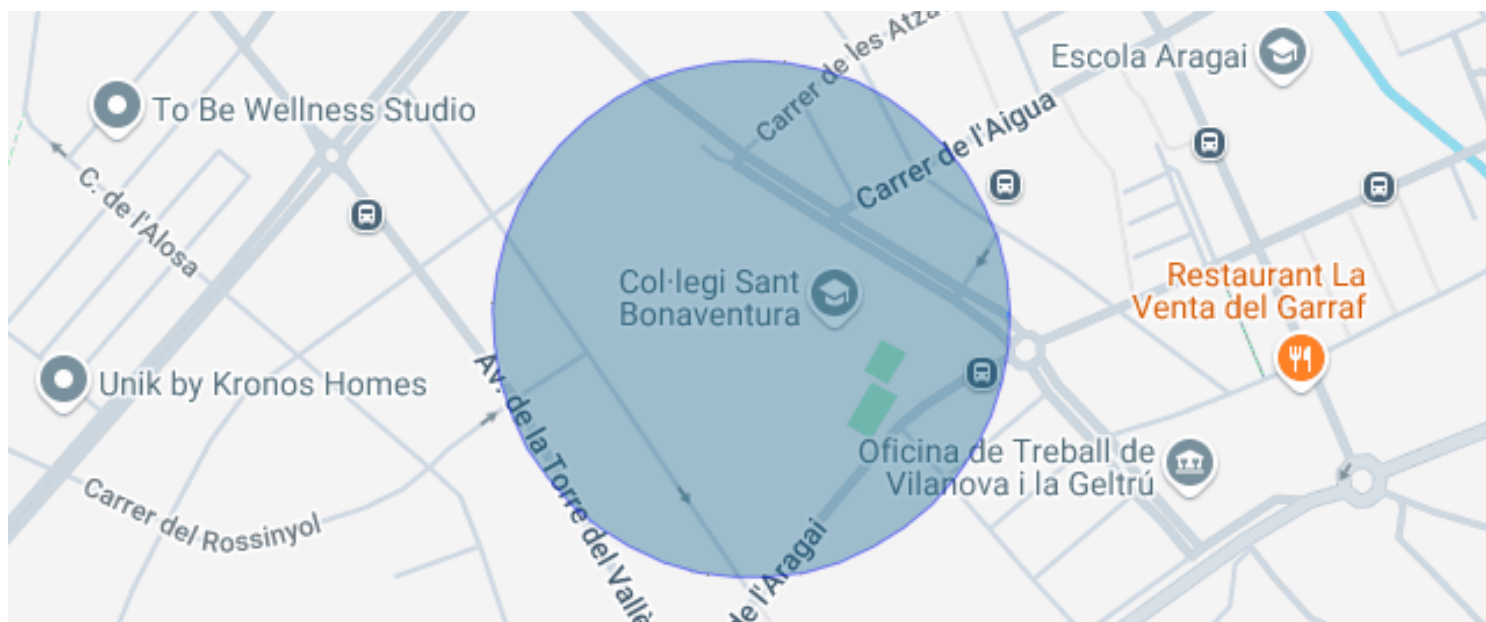 Carrer de les Atza
Escola Aragai
To Be Wellness Studio
Carrer de l'Aigua
C. de l'Alosa
Col·legi Sant
Bonaventura
Restaurant La
Venta del Garraf
Unik by Kronos Homes
Av. de la Torre del Vallè
Oficina de Treball de
Vilanova i la Geltrú
Carrer del Rossinyol
de l'Aragai